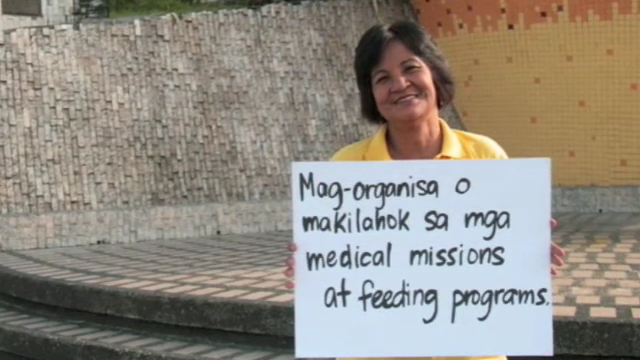 Mag-organisa o
makilahok sa mga
medical missions
at feeding programs.